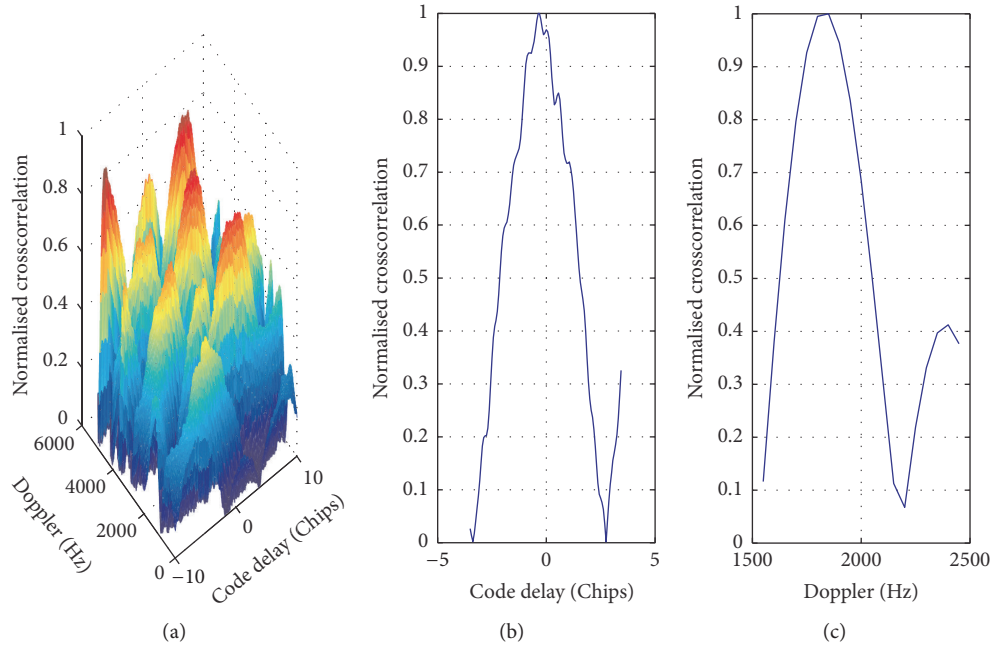 1
0.8
0.6
0.4
0.2
0
Normalised crosscorrelation
6000
4000
2000
0
Doppler (Hz)
−10
0
10
Code delay (Chips)
(a)
1
0.9
0.8
0.7
0.6
0.5
0.4
0.3
0.2
0.1
0
Normalised crosscorrelation
−5 0 5
Code delay (Chips)
(b)
1
0.9
0.8
0.7
0.6
0.5
0.4
0.3
0.2
0.1
0
Normalised crosscorrelation
1500 2000 2500
Doppler (Hz)
(c)